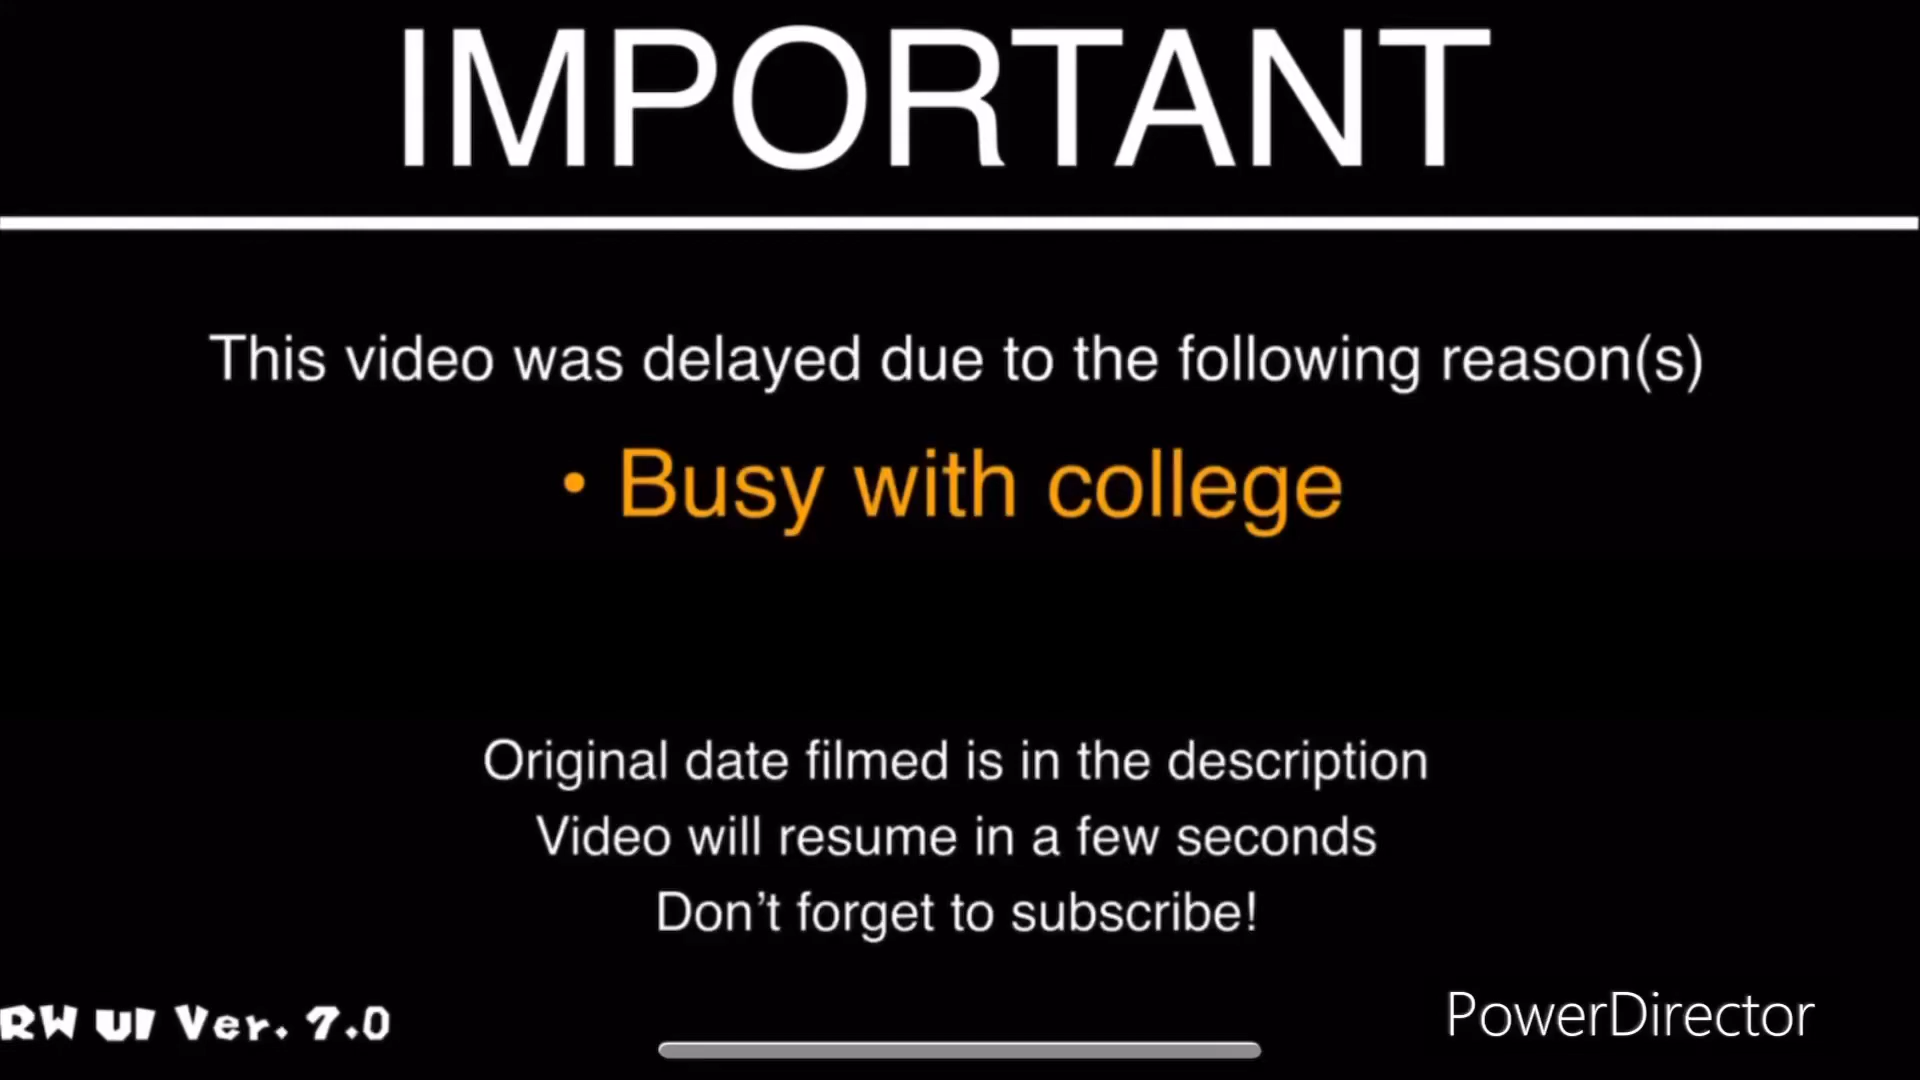 IMPORTANT
This video was delayed due to the following reason(s)
• Busy with college
Original date filmed is in the description
Video will resume in a few seconds
Don’t forget to subscribe!
RW UI Ver. 7.0
PowerDirector